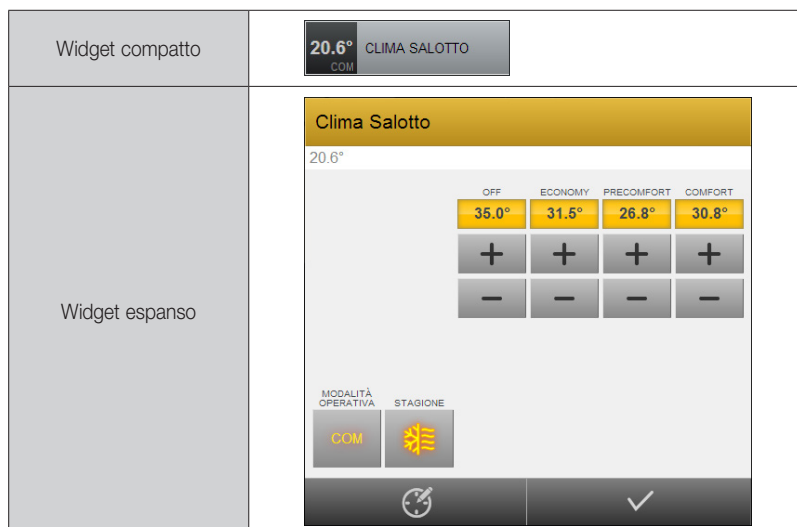 Widget compatto
20.6° CLIMA SALOTTO
COM
Widget espanso
Clima Salotto
20.6°
OFF ECONOMY PRECOMFORT COMFORT
35.0° 31.5° 26.8° 30.8°
+ + + +
− − − −
MODALITÀ
OPERATIVA STAGIONE
COM